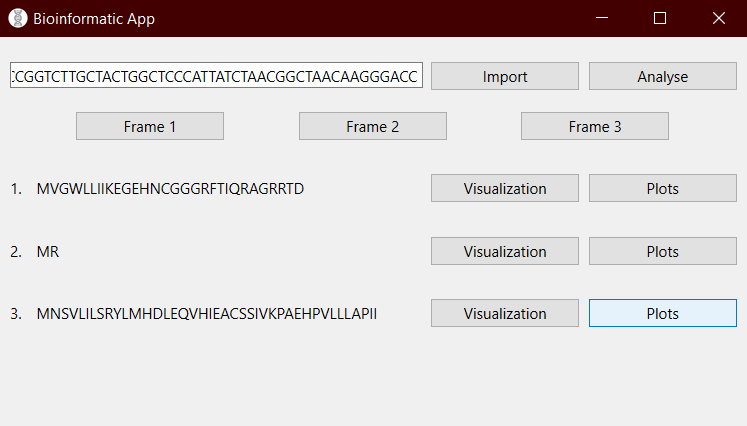 Bioinformatic App
CCGGTCTTGCTACTGGCTCCCATTATCTAACGGCTAACAAGGGACC Import Analyse
Frame 1 Frame 2 Frame 3
1. MVGWLLIIKEGEHNCGGGRFTIQRAGRRTD Visualization Plots
2. MR Visualization Plots
3. MNSVLILSRYLMHDLEQVHIEACSSIVKPAEHPVLLLAPII Visualization Plots